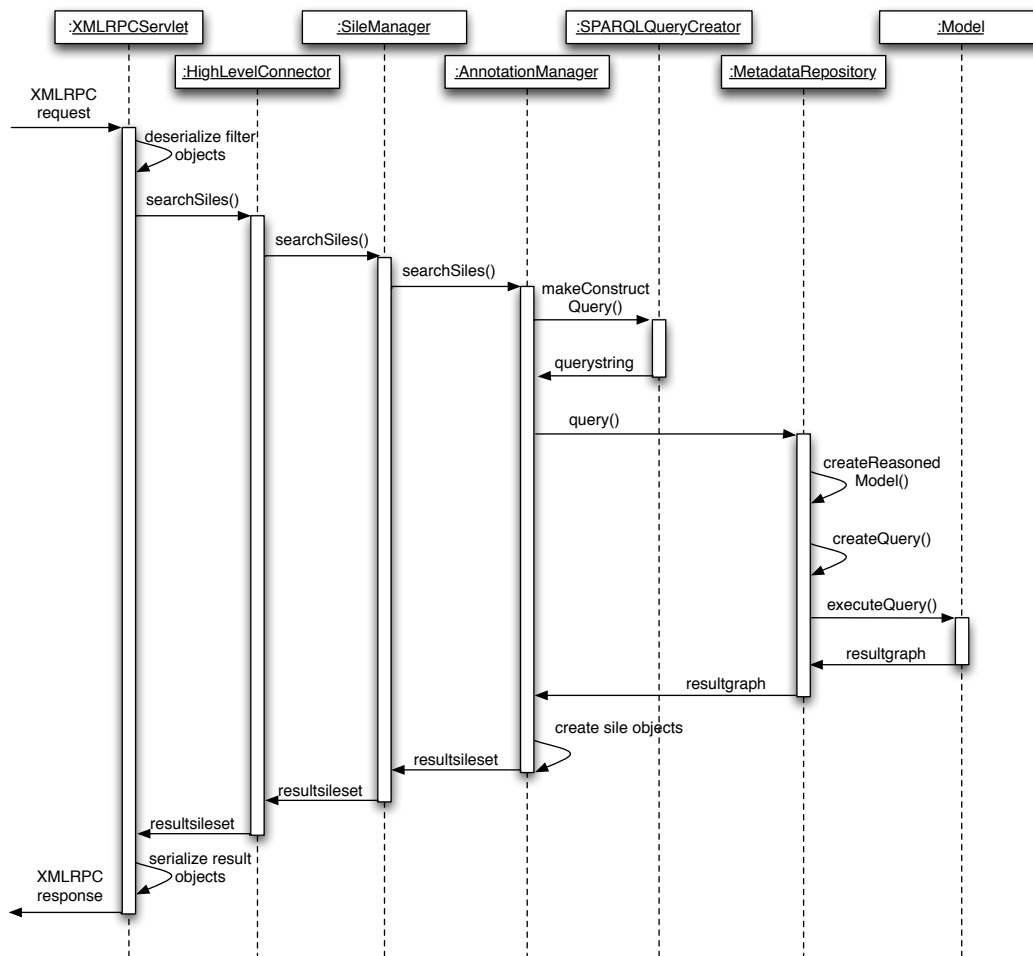 :XMLRPCServlet
:SileManager
:SPARQLQueryCreator
:Model
:HighLevelConnector
:AnnotationManager
:MetadataRepository
XMLRPC
request
deserialize filter
objects
searchSiles()
searchSiles()
searchSiles()
makeConstruct
Query()
querystring
query()
createReasoned
Model()
createQuery()
executeQuery()
resultgraph
resultgraph
create sile objects
resultsileset
resultsileset
resultsileset
serialize result
objects
XMLRPC
response